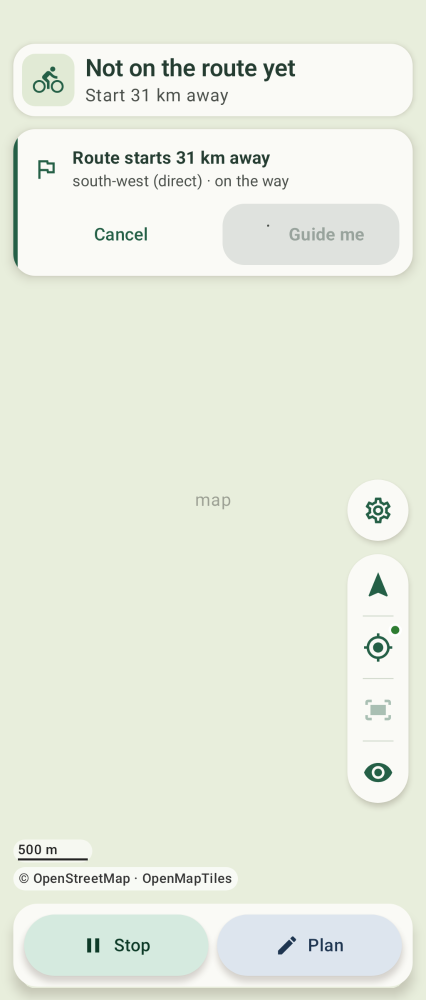 Not on the route yet
Start 31 km away
Route starts 31 km away
south-west (direct) · on the way
Cancel
Guide me
map
500 m
© OpenStreetMap · OpenMapTiles
Stop
Plan